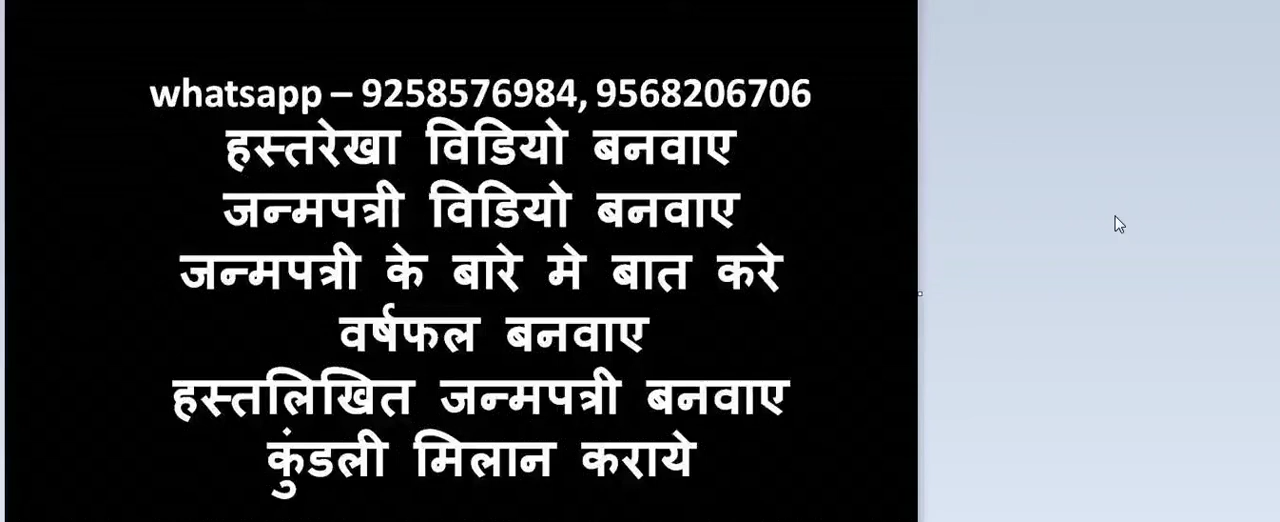 whatsapp – 9258576984, 9568206706
हस्तरेखा विडियो बनवाए
जन्मपत्री विडियो बनवाए
जन्मपत्री के बारे मे बात करे
वर्षफल बनवाए
हस्तलिखित जन्मपत्री बनवाए
कुंडली मिलान कराये